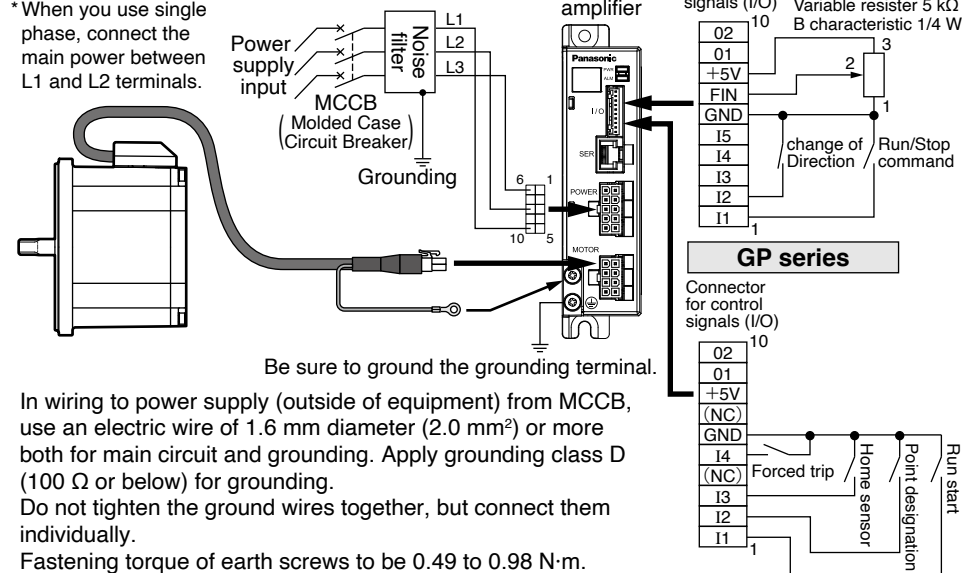 * When you use single
phase, connect the
main power between
L1 and L2 terminals.
Power
supply
input
MCCB
(Molded Case
Circuit Breaker)
Noise
filter
L1
L2
L3
Grounding
6 1
10 5
amplifier
Panasonic
PWR
ALM
I/O
SER
POWER
MOTOR
Be sure to ground the grounding terminal.
In wiring to power supply (outside of equipment) from MCCB,
use an electric wire of 1.6 mm diameter (2.0 mm²) or more
both for main circuit and grounding. Apply grounding class D
(100 Ω or below) for grounding.
Do not tighten the ground wires together, but connect them
individually.
Fastening torque of earth screws to be 0.49 to 0.98 N·m.
signals (I/O)
Variable resister 5 kΩ
B characteristic 1/4 W
10
02
01
+5V
FIN
GND
I5
I4
I3
I2
I1
1
3
2
1
change of
Direction
Run/Stop
command
GP series
Connector
for control
signals (I/O)
10
02
01
+5V
(NC)
GND
I4
(NC)
I3
I2
I1
1
Forced trip
Home sensor
Point designation
Run start